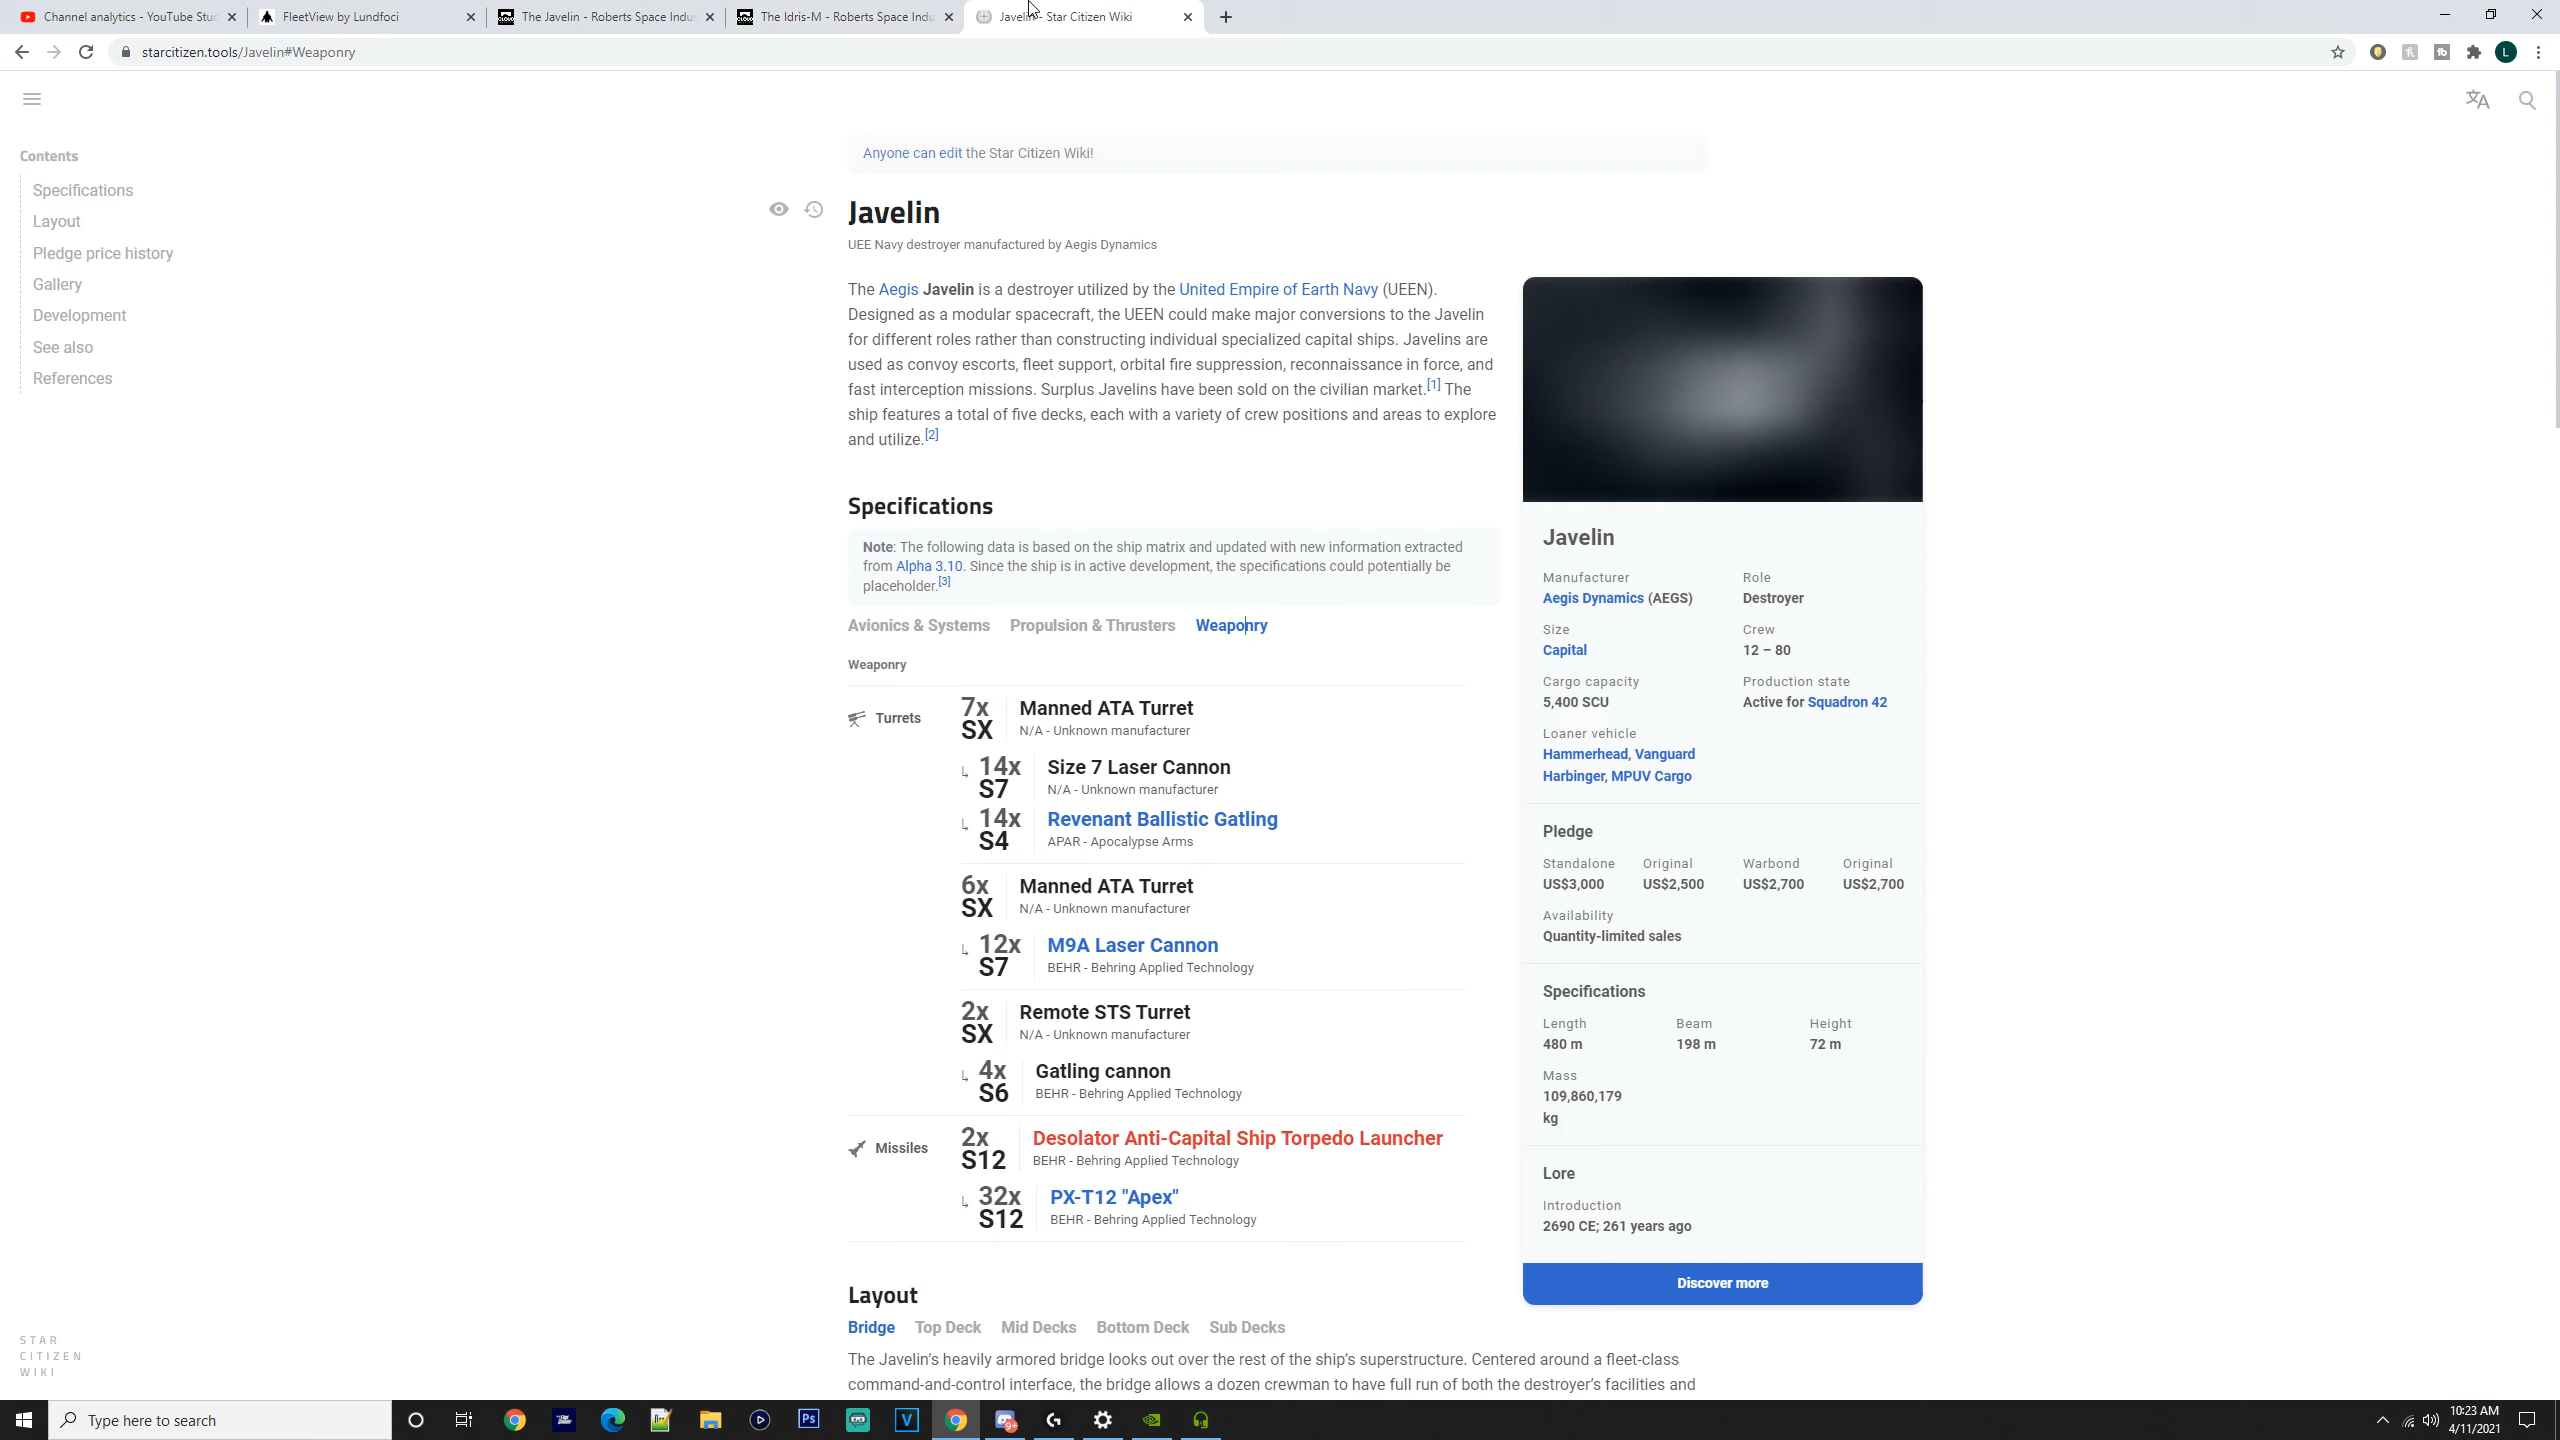 Channel analytics - YouTube Stu
FleetView by Lundfoci
The Javelin - Roberts Space Indus
The Idris-M - Roberts Space Indu
Javelin - Star Citizen Wiki
starcitizen.tools/Javelin#Weaponry
L
Contents
Specifications
Layout
Pledge price history
Gallery
Development
See also
References
Anyone can edit the Star Citizen Wiki!
Javelin
UEE Navy destroyer manufactured by Aegis Dynamics
The Aegis Javelin is a destroyer utilized by the United Empire of Earth Navy (UEEN).
Designed as a modular spacecraft, the UEEN could make major conversions to the Javelin
for different roles rather than constructing individual specialized capital ships. Javelins are
used as convoy escorts, fleet support, orbital fire suppression, reconnaissance in force, and
fast interception missions. Surplus Javelins have been sold on the civilian market.[1] The
ship features a total of five decks, each with a variety of crew positions and areas to explore
and utilize.[2]
Specifications
Note: The following data is based on the ship matrix and updated with new information extracted
from Alpha 3.10. Since the ship is in active development, the specifications could potentially be
placeholder.[3]
Avionics & Systems Propulsion & Thrusters Weaponry
Weaponry
Turrets
7x
SX
Manned ATA Turret
N/A - Unknown manufacturer
14x
S7
Size 7 Laser Cannon
N/A - Unknown manufacturer
14x
S4
Revenant Ballistic Gatling
APAR - Apocalypse Arms
6x
SX
Manned ATA Turret
N/A - Unknown manufacturer
12x
S7
M9A Laser Cannon
BEHR - Behring Applied Technology
2x
SX
Remote STS Turret
N/A - Unknown manufacturer
4x
S6
Gatling cannon
BEHR - Behring Applied Technology
Missiles
2x
S12
Desolator Anti-Capital Ship Torpedo Launcher
BEHR - Behring Applied Technology
32x
S12
PX-T12 "Apex"
BEHR - Behring Applied Technology
Layout
Bridge Top Deck Mid Decks Bottom Deck Sub Decks
The Javelin's heavily armored bridge looks out over the rest of the ship's superstructure. Centered around a fleet-class
command-and-control interface, the bridge allows a dozen crewman to have full run of both the destroyer's facilities and
Javelin
Manufacturer Role
Aegis Dynamics (AEGS) Destroyer
Size Crew
Capital 12 – 80
Cargo capacity Production state
5,400 SCU Active for Squadron 42
Loaner vehicle
Hammerhead, Vanguard
Harbinger, MPUV Cargo
Pledge
Standalone Original Warbond Original
US$3,000 US$2,500 US$2,700 US$2,700
Availability
Quantity-limited sales
Specifications
Length Beam Height
480 m 198 m 72 m
Mass
109,860,179
kg
Lore
Introduction
2690 CE; 261 years ago
Discover more
STAR
CITIZEN
WIKI
Type here to search
Ps
V
9+
10:23 AM
4/11/2021